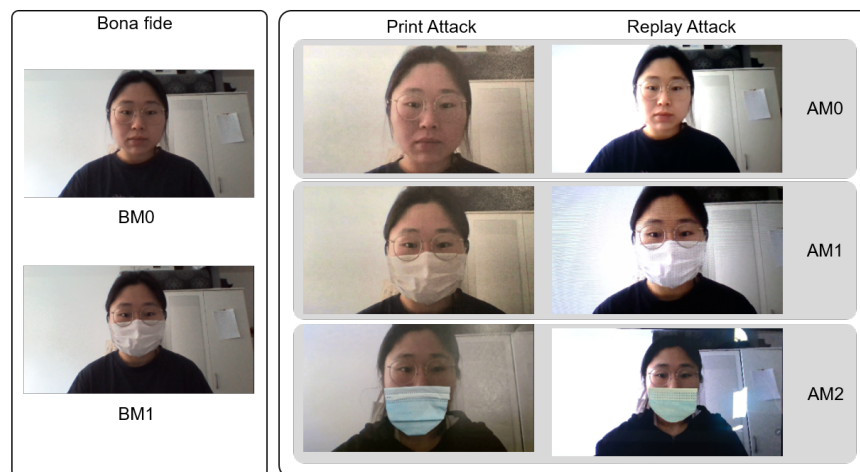 Bona fide
BM0
BM1
Print Attack
Replay Attack
AM0
AM1
AM2